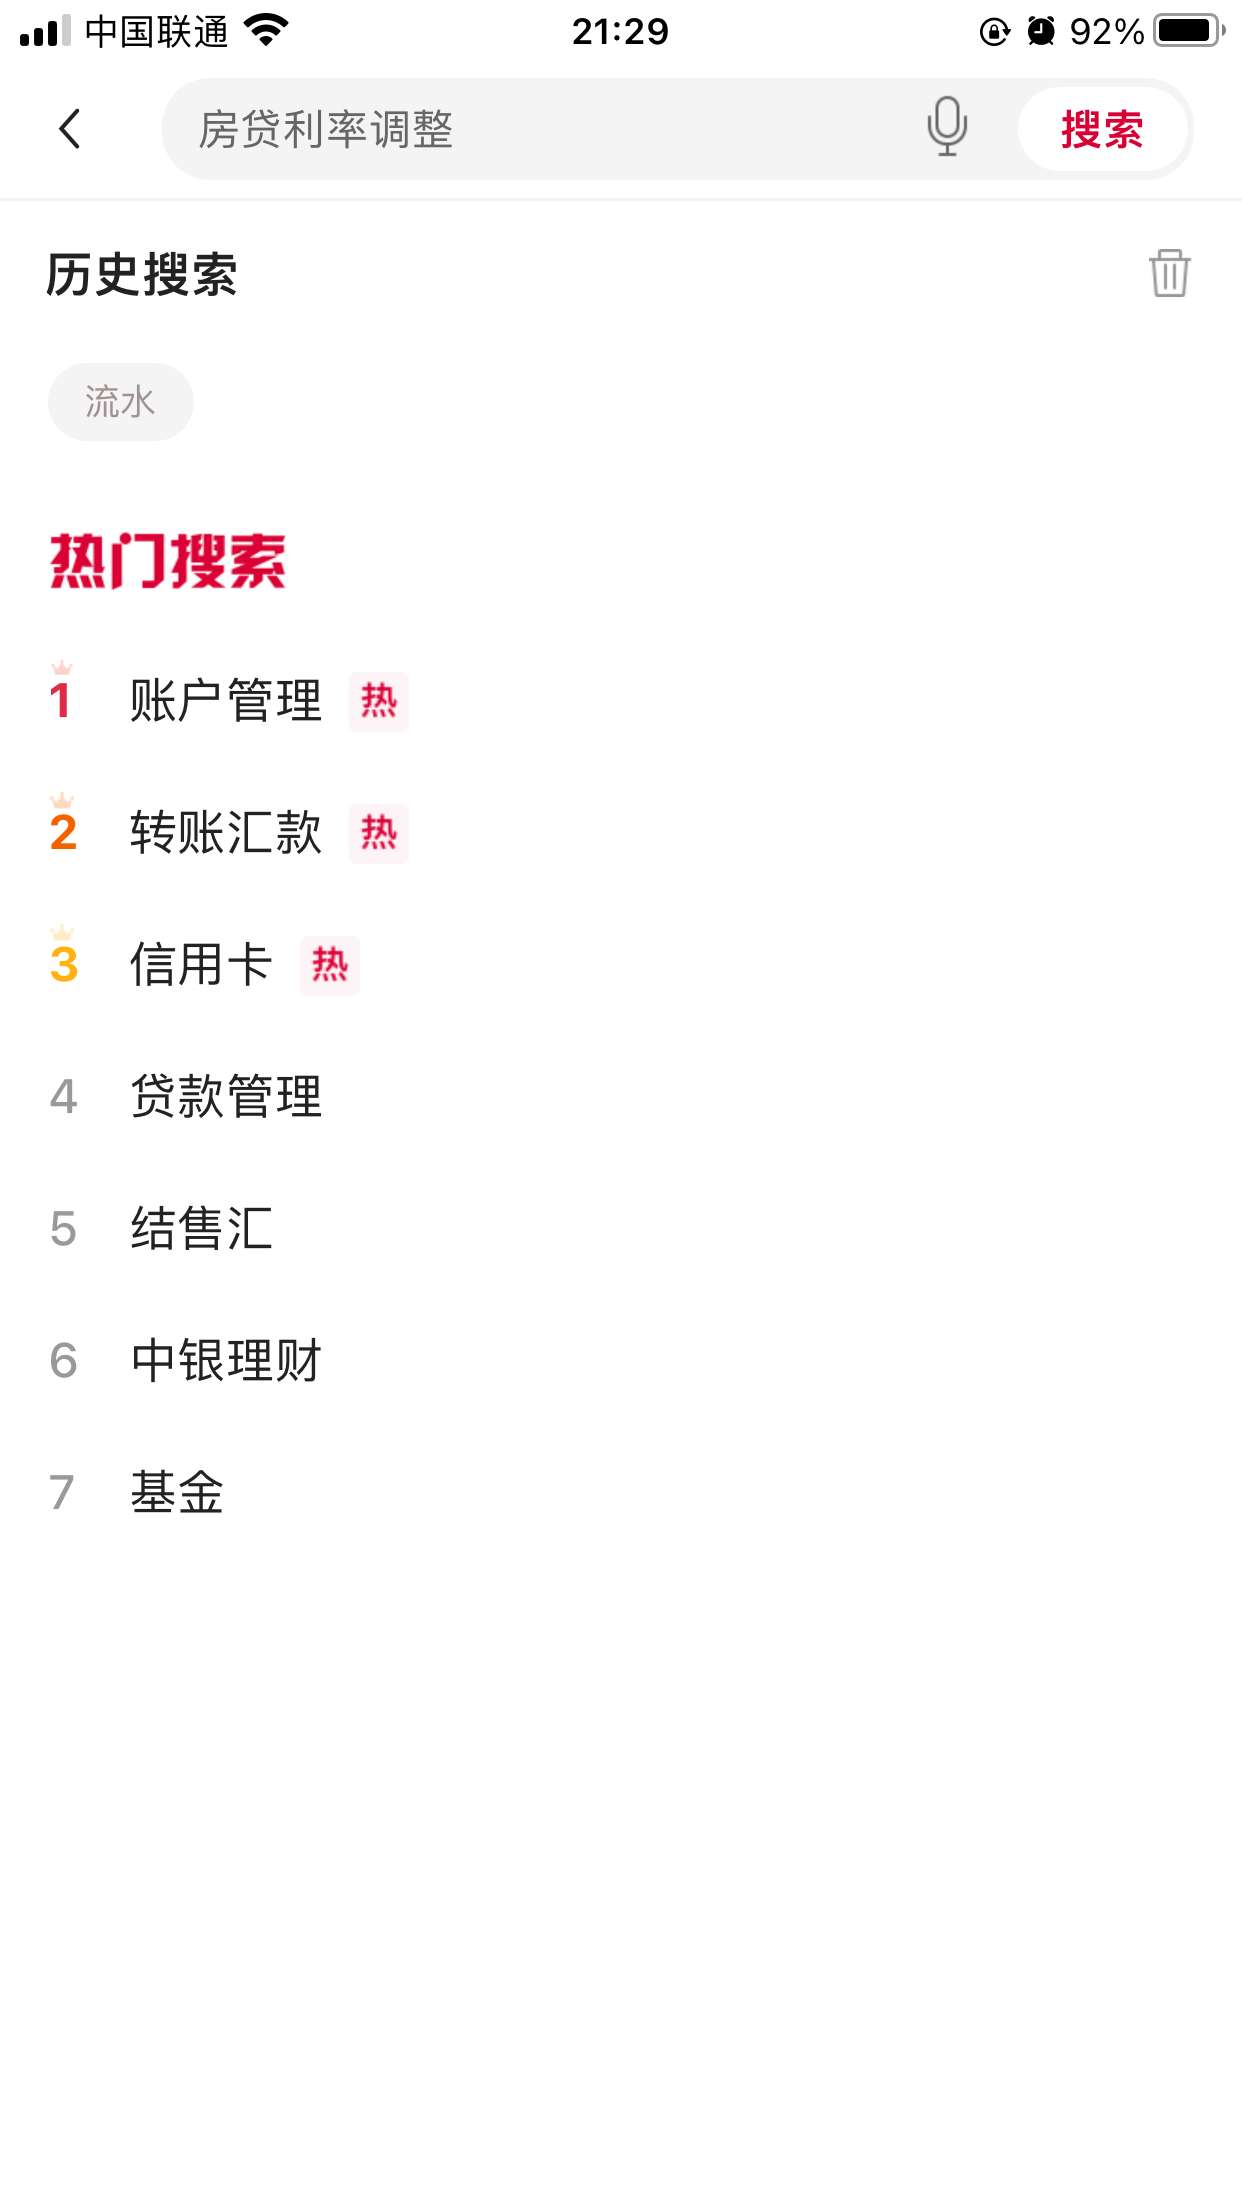 中国联通 21:29 92%
房贷利率调整 搜索
历史搜索
流水
热门搜索
1 账户管理 热
2 转账汇款 热
3 信用卡 热
4 贷款管理
5 结售汇
6 中银理财
7 基金